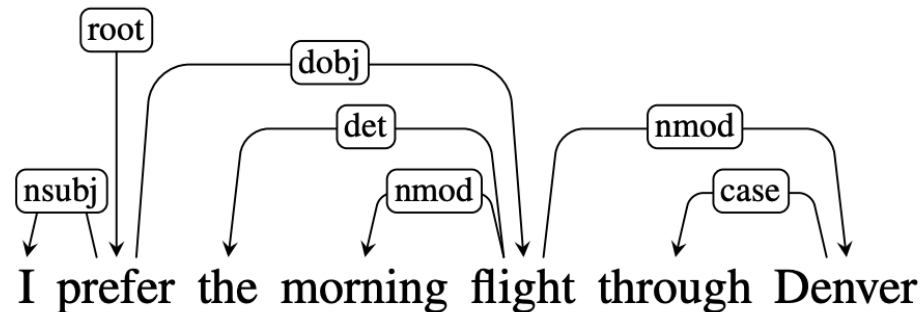 root
dobj
det nmod
nsubj nmod case
I prefer the morning flight through Denver